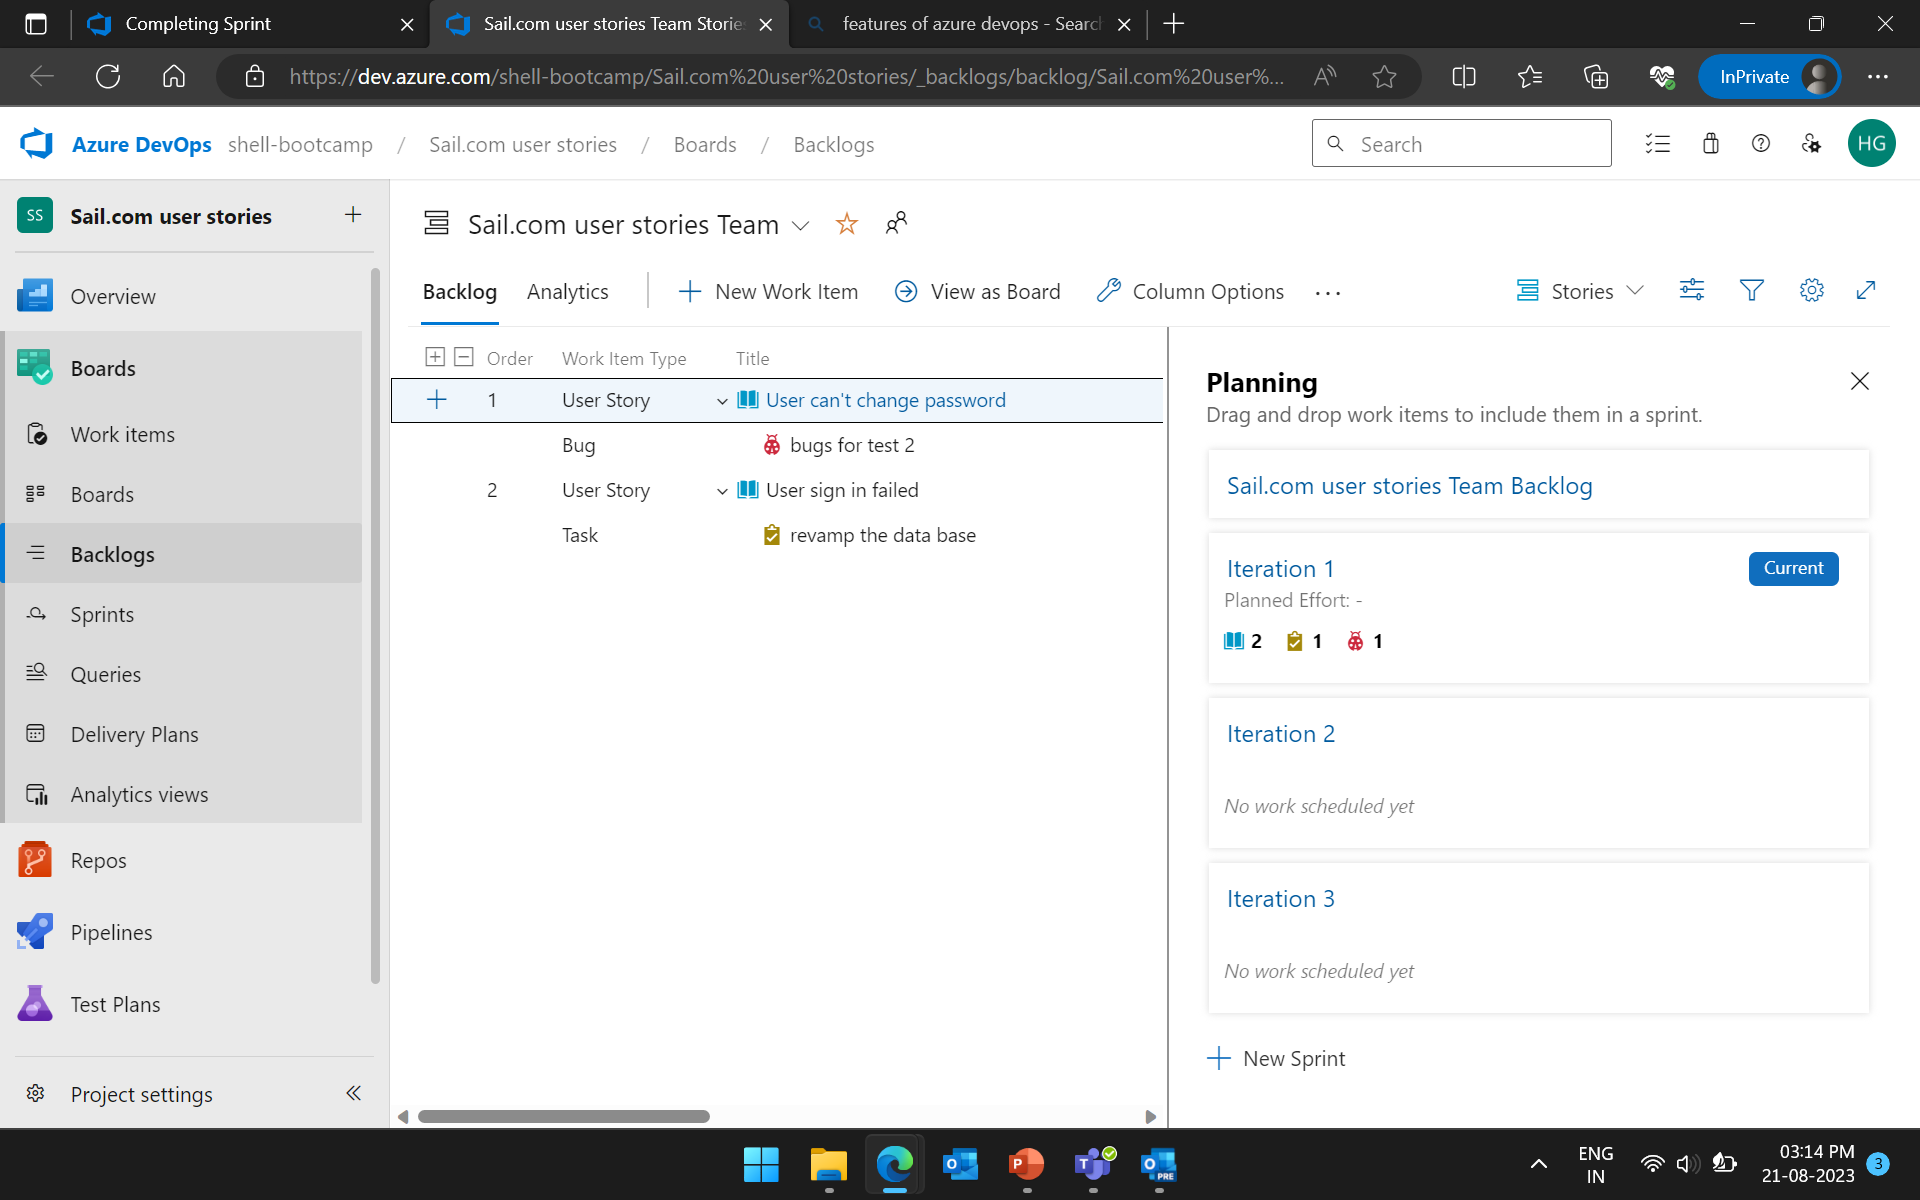 Completing Sprint
Sail.com user stories Team Storie
features of azure devops - Search
https://dev.azure.com/shell-bootcamp/Sail.com%20user%20stories/_backlogs/backlog/Sail.com%20user%...
InPrivate
Azure DevOps shell-bootcamp / Sail.com user stories / Boards / Backlogs
Search
HG
SS Sail.com user stories
Overview
Boards
Work items
Boards
Backlogs
Sprints
Queries
Delivery Plans
Analytics views
Repos
Pipelines
Test Plans
Project settings
Sail.com user stories Team
Backlog Analytics New Work Item View as Board Column Options ... Stories
Order Work Item Type Title
1 User Story User can't change password
Bug bugs for test 2
2 User Story User sign in failed
Task revamp the data base
Planning
Drag and drop work items to include them in a sprint.
Sail.com user stories Team Backlog
Iteration 1 Current
Planned Effort: -
2 1 1
Iteration 2
No work scheduled yet
Iteration 3
No work scheduled yet
New Sprint
ENG
IN
03:14 PM
21-08-2023
3